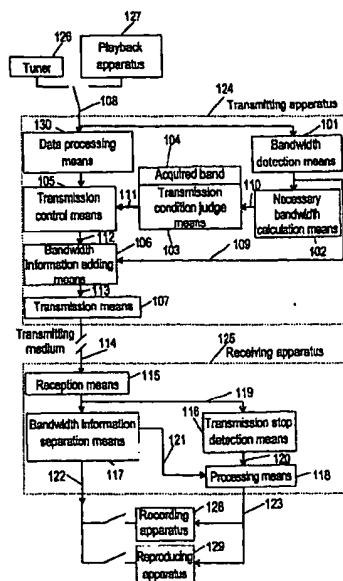 127
126
Playback
apparatus
Tuner
108
124
Transmitting apparatus
130
104
101
Data processing
means
Bandwidth
detection means
Acquired band
105
111
110
Transmission
control means
Transmission
condition judge
means
Necessary
bandwidth
calculation means
112
106
103
109
102
Bandwidth
information adding
means
113
107
Transmission means
Transmitting
medium
114
125
Receiving apparatus
115
Reception means
119
116
Bandwidth Information
separation means
121
Transmission stop
detection means
120
122
117
Processing means
118
123
Recording
apparatus
128
Reproducing
apparatus
129